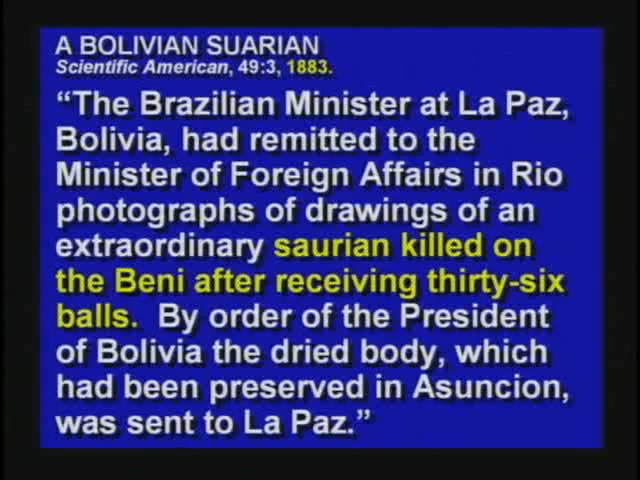 A BOLIVIAN SUARIAN
Scientific American, 49:3, 1883.
“The Brazilian Minister at La Paz,
Bolivia, had remitted to the
Minister of Foreign Affairs in Rio
photographs of drawings of an
extraordinary saurian killed on
the Beni after receiving thirty-six
balls.  By order of the President
of Bolivia the dried body, which
had been preserved in Asuncion,
was sent to La Paz.”